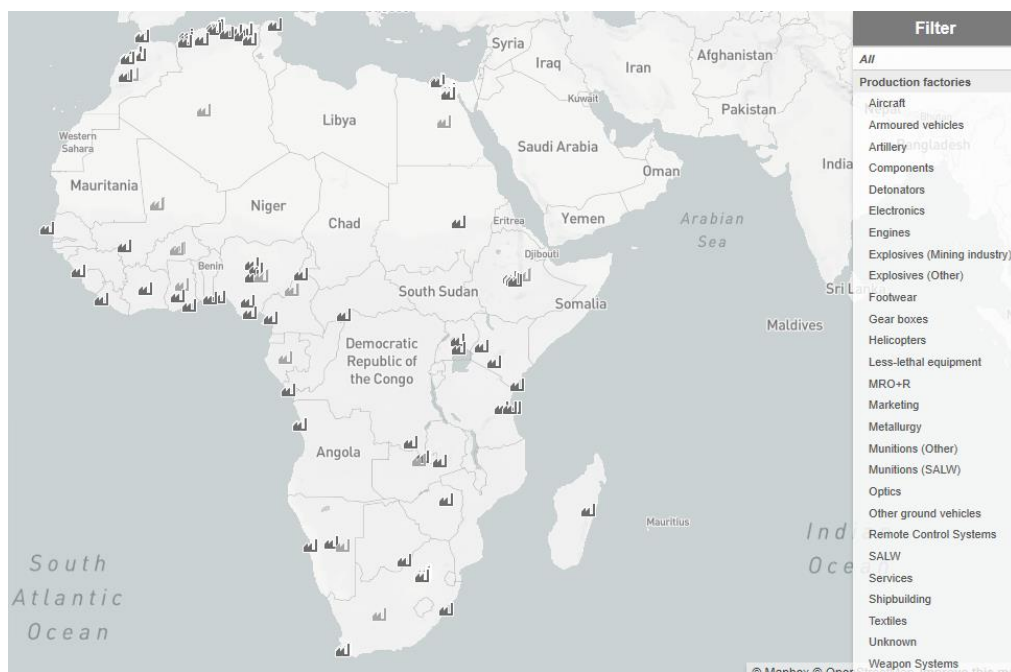 Filter
All
Production factories
Aircraft
Armoured vehicles
Artillery
Components
Detonators
Electronics
Engines
Explosives (Mining industry)
Explosives (Other)
Footwear
Gear boxes
Helicopters
Less-lethal equipment
MRO+R
Marketing
Metallurgy
Munitions (Other)
Munitions (SALW)
Optics
Other ground vehicles
Remote Control Systems
SALW
Services
Shipbuilding
Textiles
Unknown
Weapon Systems
Syria
Iraq
Iran
Afghanistan
Kuwait
Pakistan
Nepal
Bangladesh
Libya
Western
Sahara
Saudi Arabia
India
Oman
Mauritania
Niger
Chad
Eritrea
Yemen
Arabian
Sea
Djibouti
Benin
South Sudan
Somalia
Sri Lanka
Maldives
Democratic
Republic of
the Congo
Angola
Mauritius
Indian
Ocean
South
Atlantic
Ocean
© Mapbox ©